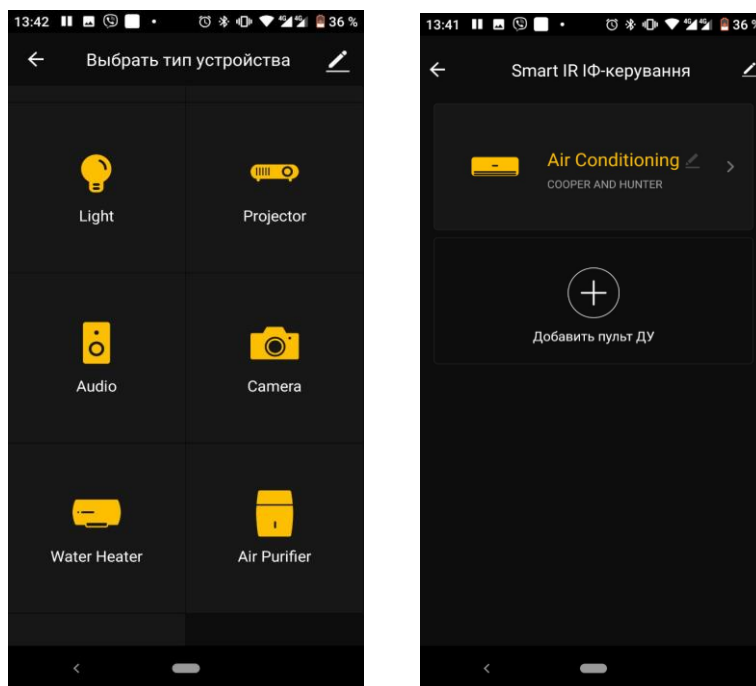 13:42
36 %
Выбрать тип устройства
Light
Projector
Audio
Camera
Water Heater
Air Purifier
13:41
36 %
Smart IR ІФ-керування
Air Conditioning
COOPER AND HUNTER
Добавить пульт ДУ